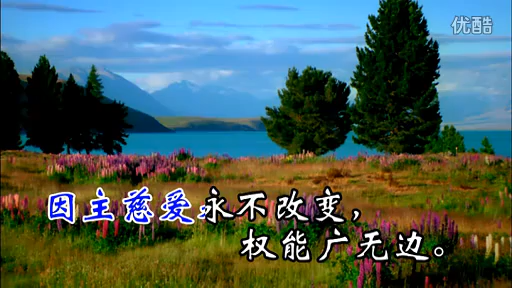 优酷
因主慈爱永不改变，
权能广无边。